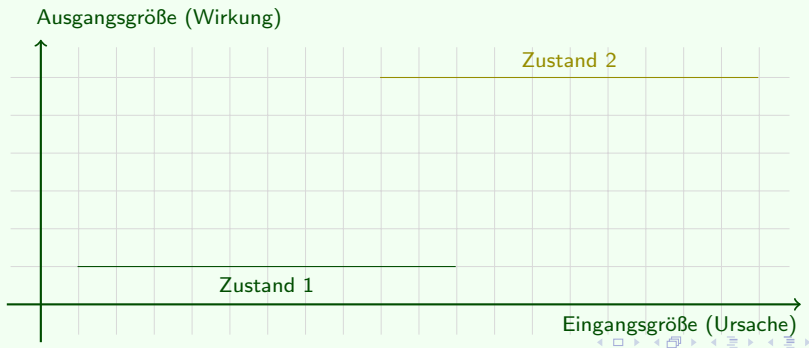 Ausgangsgröße (Wirkung)
Zustand 2
Zustand 1
Eingangsgröße (Ursache)